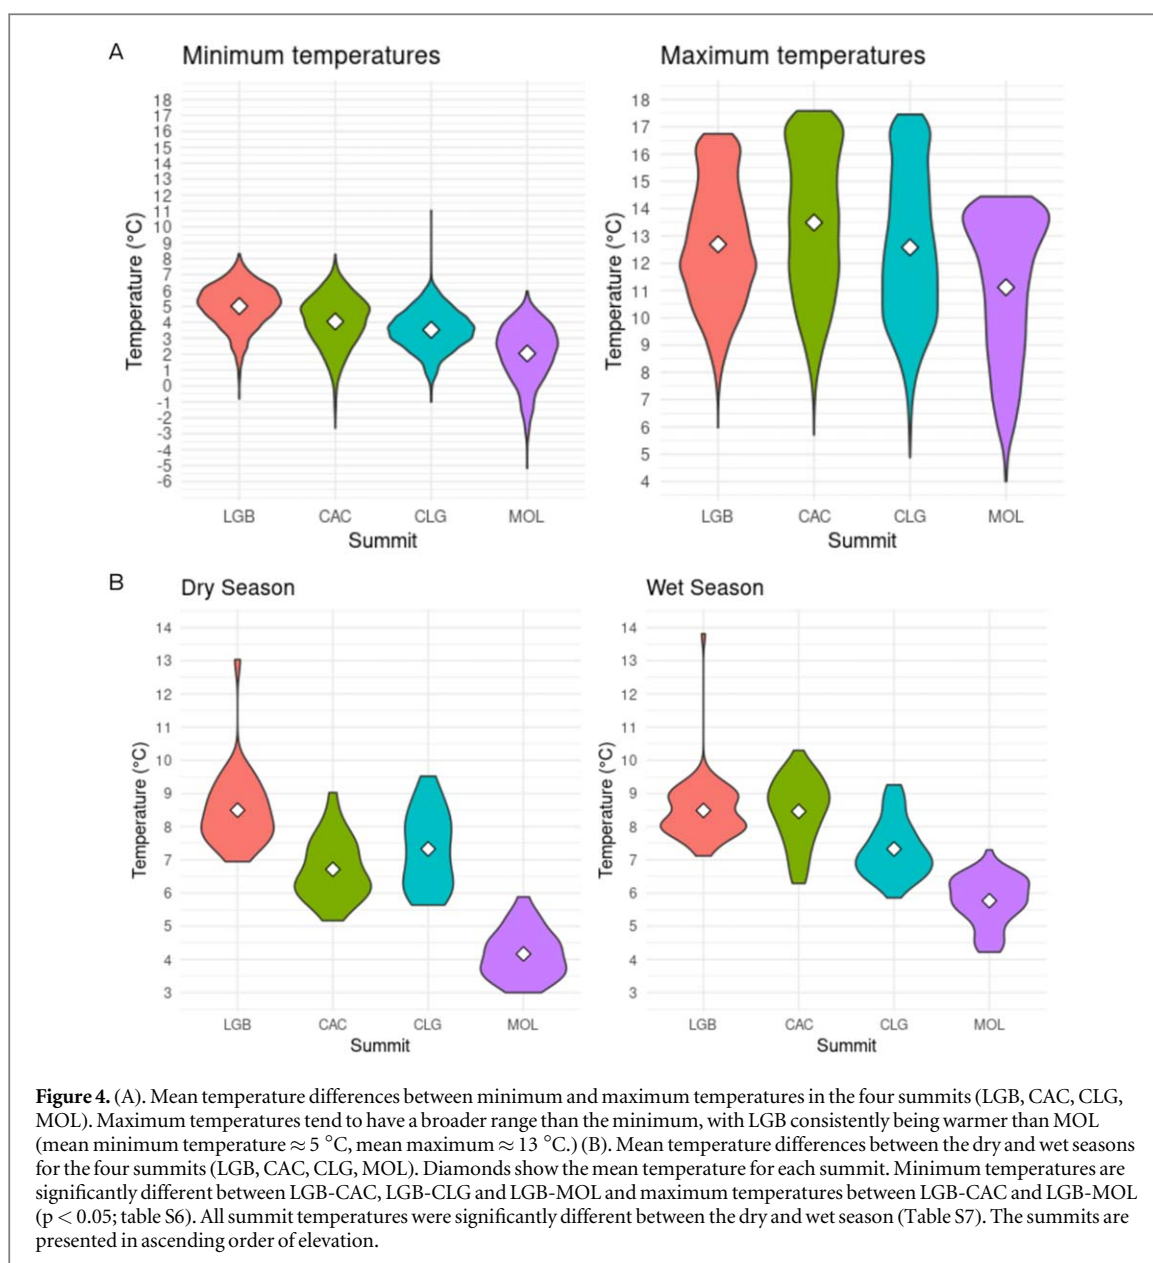 A
Minimum temperatures
Maximum temperatures
Temperature (°C)
18
17
16
15
14
13
12
11
10
9
8
7
6
5
4
3
2
1
0
-1
-2
-3
-4
-5
-6
LGB CAC CLG MOL
Summit
Temperature (°C)
18
17
16
15
14
13
12
11
10
9
8
7
6
5
4
LGB CAC CLG MOL
Summit
B
Dry Season
Wet Season
Temperature (°C)
14
13
12
11
10
9
8
7
6
5
4
3
LGB CAC CLG MOL
Summit
Temperature (°C)
14
13
12
11
10
9
8
7
6
5
4
3
LGB CAC CLG MOL
Summit
Figure 4. (A). Mean temperature differences between minimum and maximum temperatures in the four summits (LGB, CAC, CLG,
MOL). Maximum temperatures tend to have a broader range than the minimum, with LGB consistently being warmer than MOL
(mean minimum temperature ≈ 5 °C, mean maximum ≈ 13 °C.) (B). Mean temperature differences between the dry and wet seasons
for the four summits (LGB, CAC, CLG, MOL). Diamonds show the mean temperature for each summit. Minimum temperatures are
significantly different between LGB-CAC, LGB-CLG and LGB-MOL and maximum temperatures between LGB-CAC and LGB-MOL
(p < 0.05; table S6). All summit temperatures were significantly different between the dry and wet season (Table S7). The summits are
presented in ascending order of elevation.